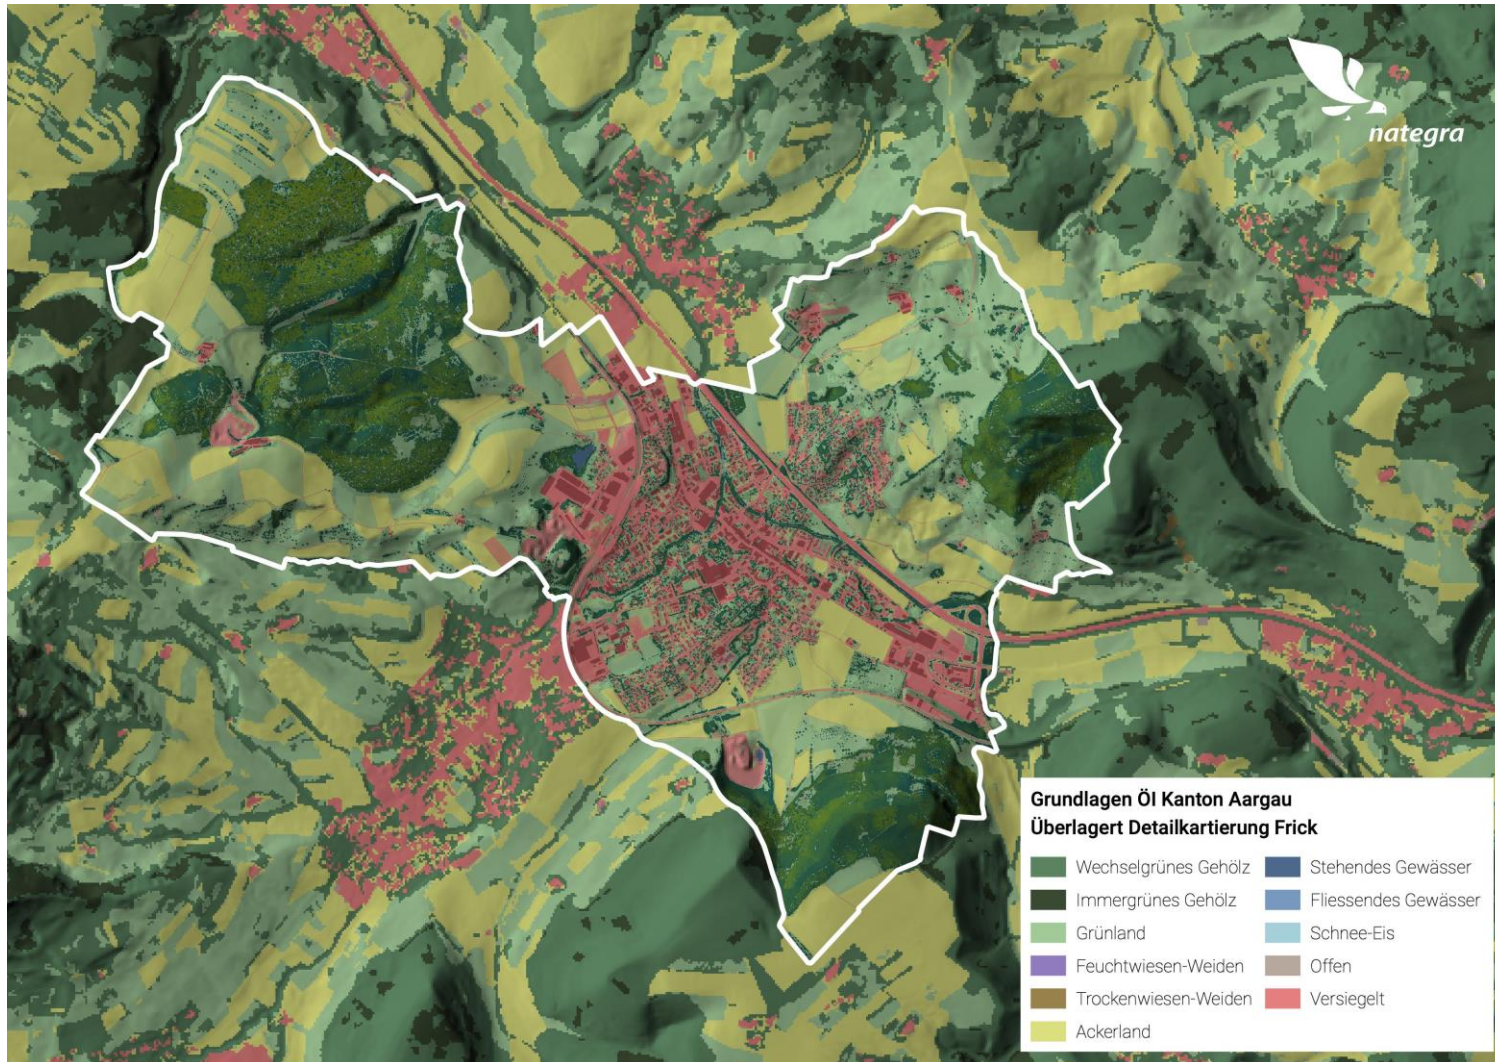 nategra
Grundlagen ÖI Kanton Aargau
Überlagert Detailkartierung Frick
Wechselgrünes Gehölz
Immergrünes Gehölz
Grünland
Feuchtwiesen-Weiden
Trockenwiesen-Weiden
Ackerland
Stehendes Gewässer
Fliessendes Gewässer
Schnee-Eis
Offen
Versiegelt